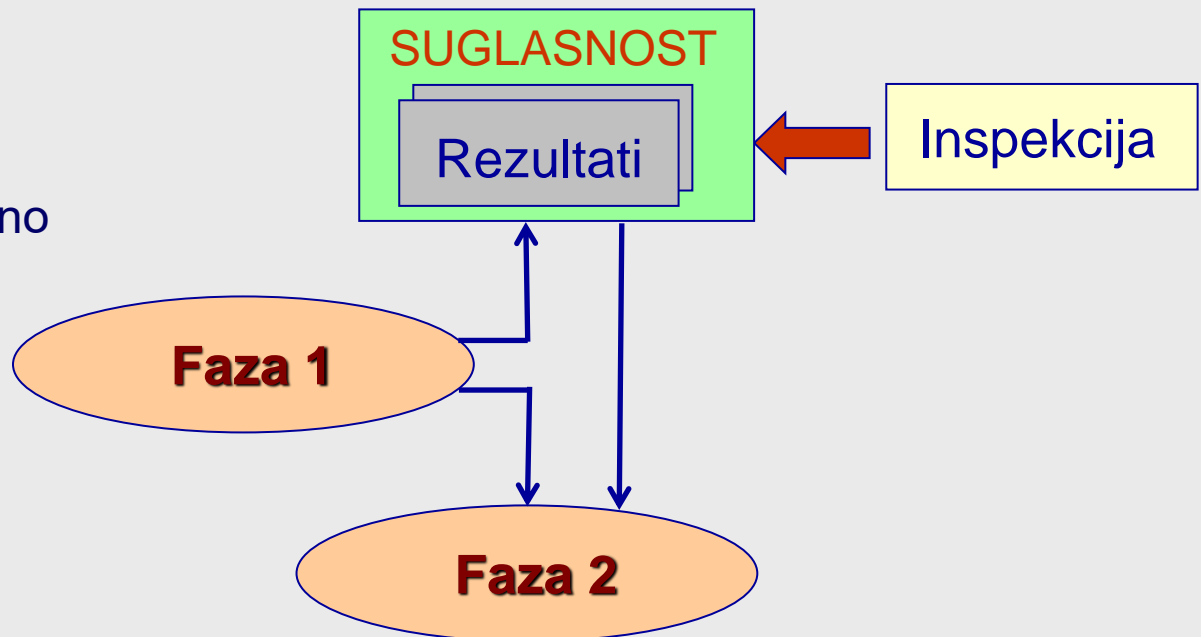 SUGLASNOST
Rezultati
Inspekcija
no
Faza 1
Faza 2